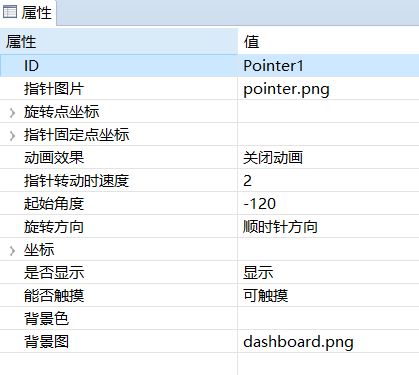 属性
属性 值
ID Pointer1
指针图片 pointer.png
旋转点坐标
指针固定点坐标
动画效果 关闭动画
指针转动时速度 2
起始角度 -120
旋转方向 顺时针方向
坐标
是否显示 显示
能否触摸 可触摸
背景色
背景图 dashboard.png